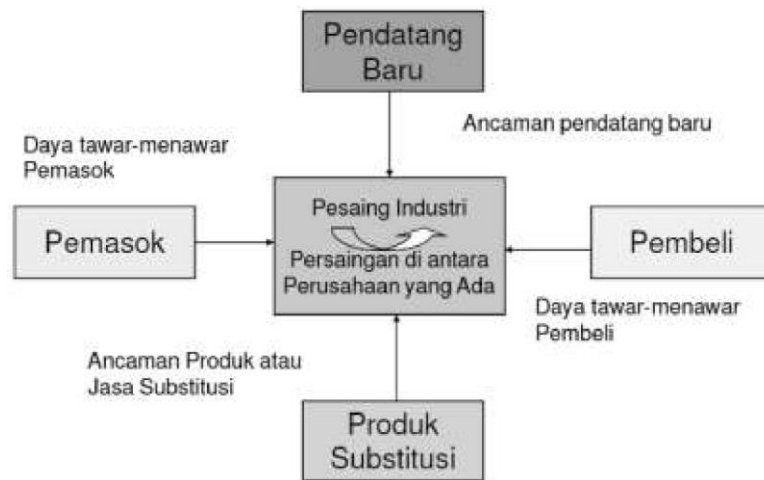 Pendatang
Baru
Ancaman pendatang baru
Daya tawar-menawar
Pemasok
Pemasok
Pesaing Industri
Persaingan di antara
Perusahaan yang Ada
Pembeli
Daya tawar-menawar
Pembeli
Ancaman Produk atau
Jasa Substitusi
Produk
Substitusi